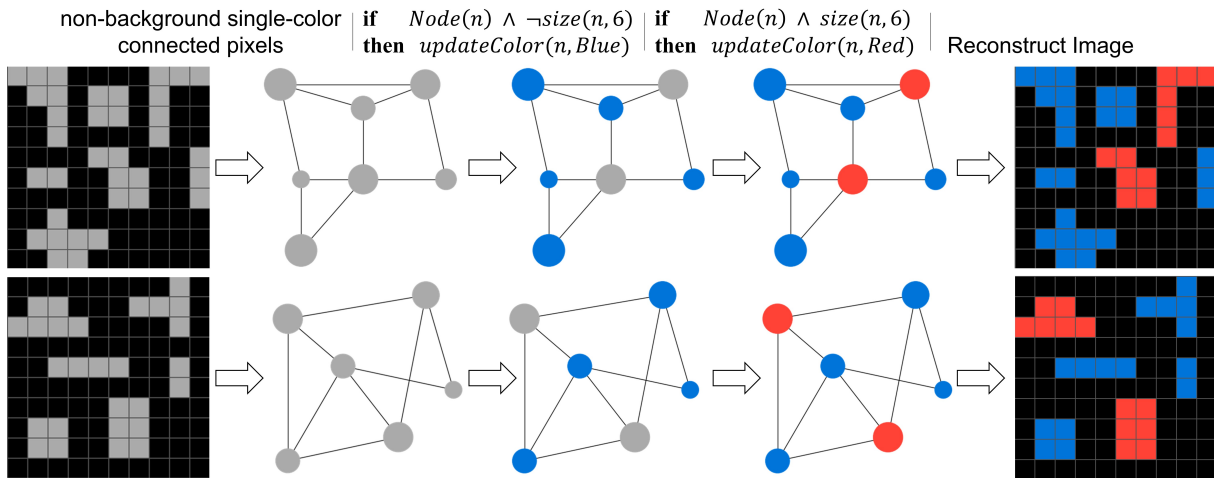 non-background single-color
connected pixels
if Node(n) ∧ ¬size(n, 6)
then updateColor(n, Blue)
if Node(n) ∧ size(n, 6)
then updateColor(n, Red)
Reconstruct Image